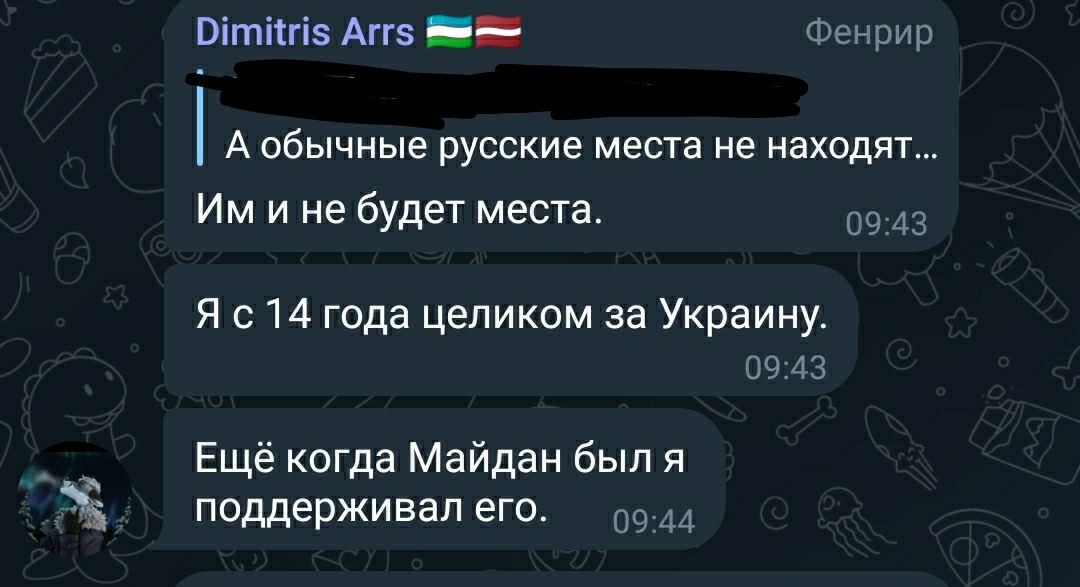 Dimitris Arrs 🇺🇿🇱🇻 Фенрир
А обычные русские места не находят...
Им и не будет места.
09:43
Я с 14 года целиком за Украину.
09:43
Ещё когда Майдан был я
поддерживал его. 09:44